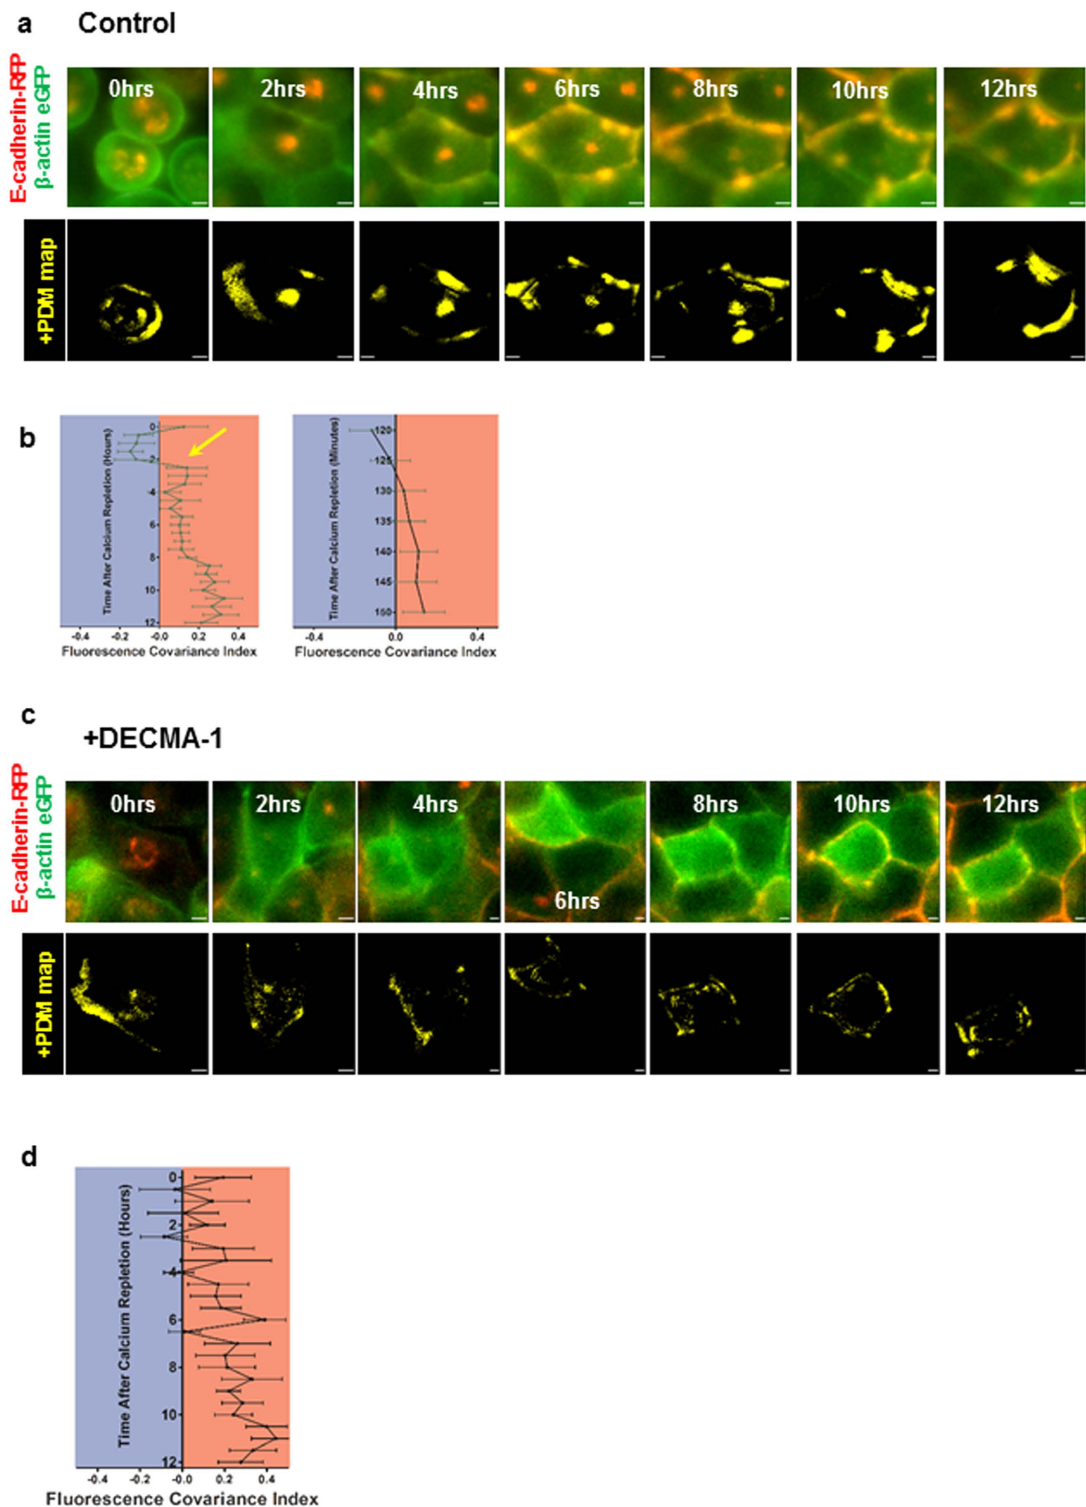 a Control
E-cadherin-RFP
β-actin eGFP
0hrs 2hrs 4hrs 6hrs 8hrs 10hrs 12hrs
+PDM map
b
Time After Calcium Repletion (Hours)
0
2
4
6
8
10
12
-0.4 -0.2 -0.0 0.2 0.4
Fluorescence Covariance Index
Time After Calcium Repletion (Minutes)
120
125
130
135
140
145
150
-0.4 0.0 0.4
Fluorescence Covariance Index
c
+DECMA-1
E-cadherin-RFP
β-actin eGFP
0hrs 2hrs 4hrs 6hrs 8hrs 10hrs 12hrs
+PDM map
d
Time After Calcium Repletion (Hours)
0
2
4
6
8
10
12
-0.4 -0.2 -0.0 0.2 0.4
Fluorescence Covariance Index